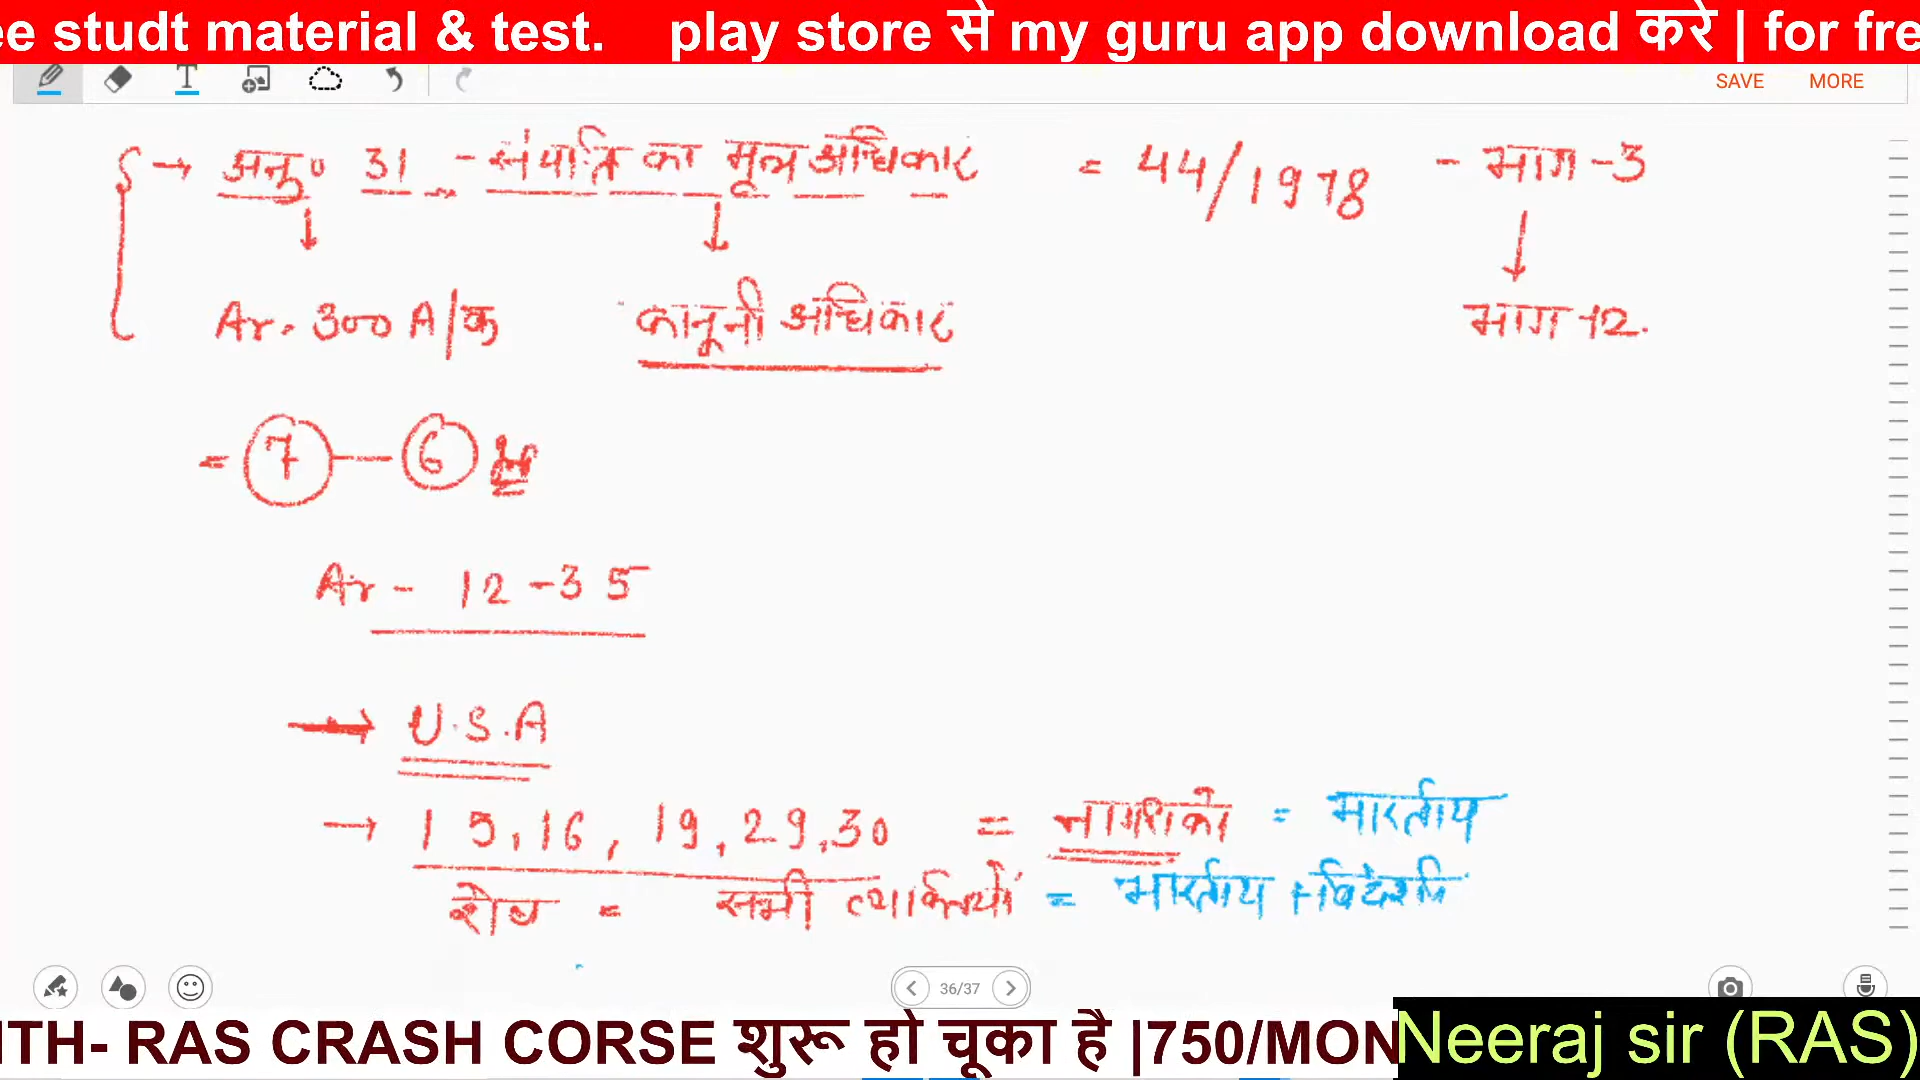 ee studt material & test. play store से my guru app download करे | for fre
SAVE MORE
→ अनु० 31 - संपत्ति का मूल अधिकार = 44/1978 - भाग-3
Ar. 300 A/क कानूनी अधिकार भाग-12.
= 7 - 6
Ar - 12-35
→ U.S.A
→ 15,16, 19,29,30 = नागरिको = भारतीय
शेष = सभी व्यक्तियों = भारतीय + विदेशी
36/37
ITH- RAS CRASH CORSE शुरू हो चूका है |750/MON
Neeraj sir (RAS)